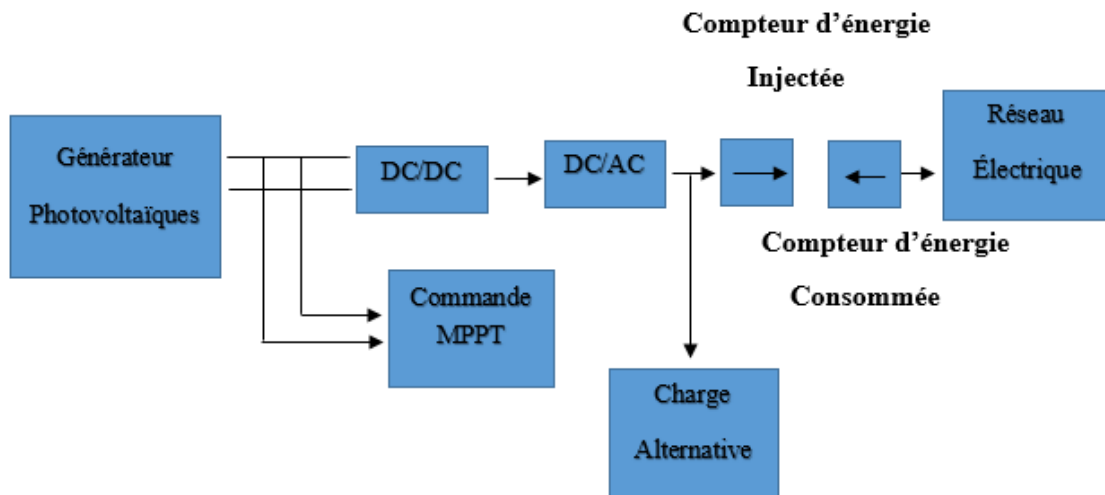 Compteur d'énergie
Injectée
Générateur
Photovoltaïques
DC/DC
DC/AC
Réseau
Électrique
Compteur d'énergie
Consommée
Commande
MPPT
Charge
Alternative